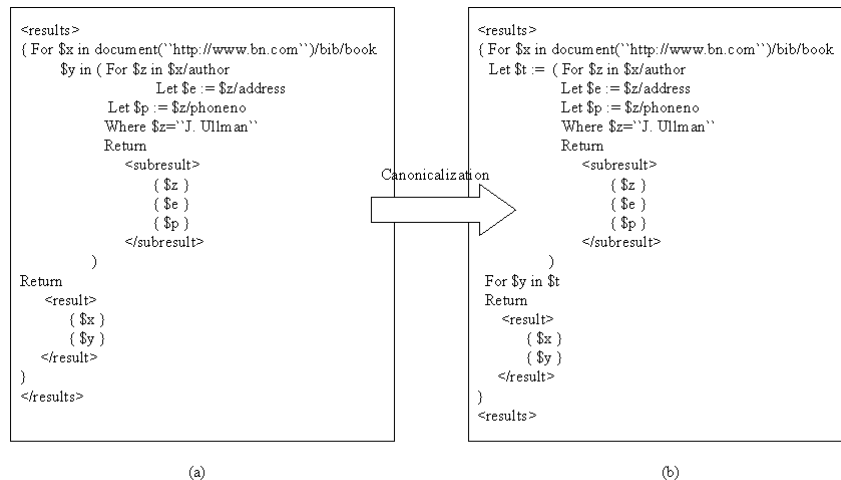 <results>
{ For $x in document(``http://www.bn.com``)/bib/book
$y in ( For $z in $x/author
Let $e := $z/address
Let $p := $z/phoneno
Where $z=``J. Ullman``
Return
<subresult>
{ $z }
{ $e }
{ $p }
</subresult>
)
Return
<result>
{ $x }
{ $y }
</result>
}
</results>
(a)
Canonicalization
<results>
{ For $x in document(``http://www.bn.com``)/bib/book
Let $t := ( For $z in $x/author
Let $e := $z/address
Let $p := $z/phoneno
Where $z=``J. Ullman``
Return
<subresult>
{ $z }
{ $e }
{ $p }
</subresult>
)
For $y in $t
Return
<result>
{ $x }
{ $y }
</result>
}
<results>
(b)